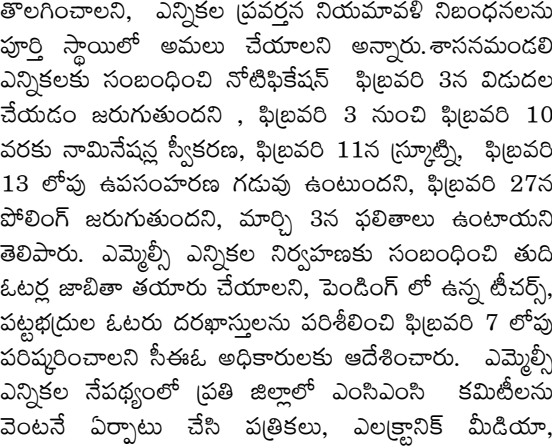 తొలగించాలని, ఎన్నికల ప్రవర్తన నియమావళి నిబంధనలను
పూర్తి స్థాయిలో అమలు చేయాలని అన్నారు.శాసనమండలి
ఎన్నికలకు సంబంధించి నోటిఫికేషన్ ఫిబ్రవరి 3న విడుదల
చేయడం జరుగుతుందని , ఫిబ్రవరి 3 నుంచి ఫిబ్రవరి 10
వరకు నామినేషన్ల స్వీకరణ, ఫిబ్రవరి 11న స్క్రూట్ని, ఫిబ్రవరి
13 లోపు ఉపసంహరణ గడువు ఉంటుందని, ఫిబ్రవరి 27న
పోలింగ్ జరుగుతుందని, మార్చి 3న ఫలితాలు ఉంటాయని
తెలిపారు. ఎమ్మెల్సీ ఎన్నికల నిర్వహణకు సంబంధించి తుది
ఓటర్ల జాబితా తయారు చేయాలని, పెండింగ్ లో ఉన్న టీచర్స్,
పట్టభద్రుల ఓటరు దరఖాస్తులను పరిశీలించి ఫిబ్రవరి 7 లోపు
పరిష్కరించాలని సీఈఓ అధికారులకు ఆదేశించారు. ఎమ్మెల్సీ
ఎన్నికల నేపథ్యంలో ప్రతి జిల్లాలో ఎంసిఎంసి కమిటీలను
వెంటనే ఏర్పాటు చేసి పత్రికలు, ఎలక్ట్రానిక్ మీడియా,